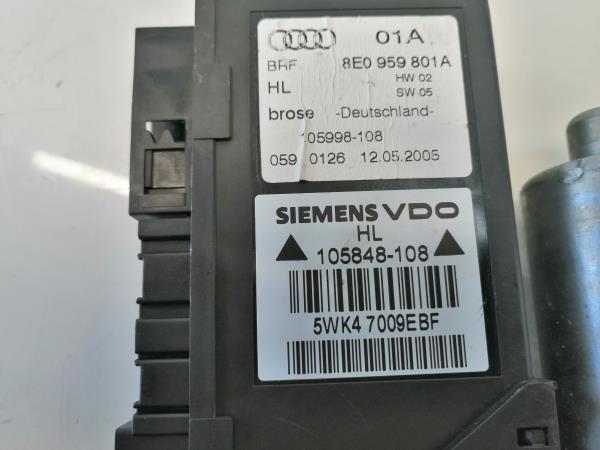 01A
BRF 8E0 959 801A
HL HW 02
SW 05
brose -Deutschland-
105998-108
059 0126 12.05.2005
SIEMENS VDO
HL
105848-108
5WK4 7009EBF